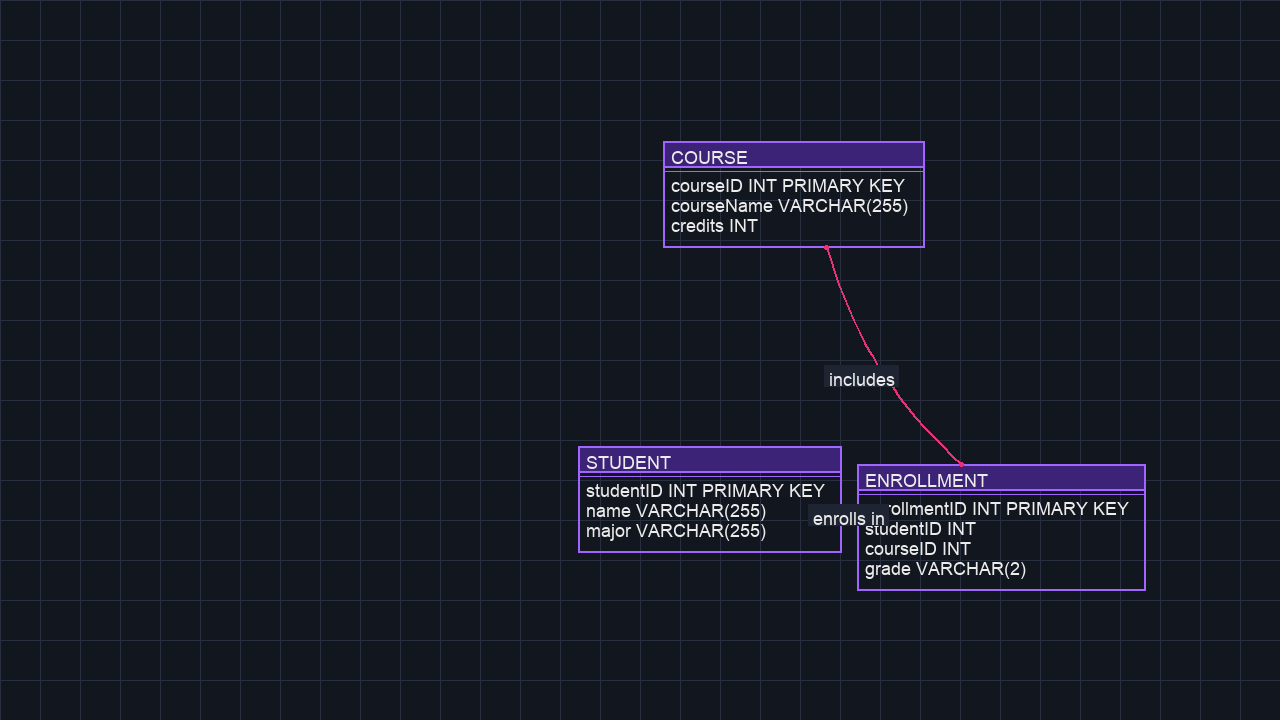 COURSE
courseID INT PRIMARY KEY
courseName VARCHAR(255)
credits INT
includes
STUDENT
studentID INT PRIMARY KEY
name VARCHAR(255)
major VARCHAR(255)
enrolls in
ENROLLMENT
rollmentID INT PRIMARY KEY
studentID INT
courseID INT
grade VARCHAR(2)